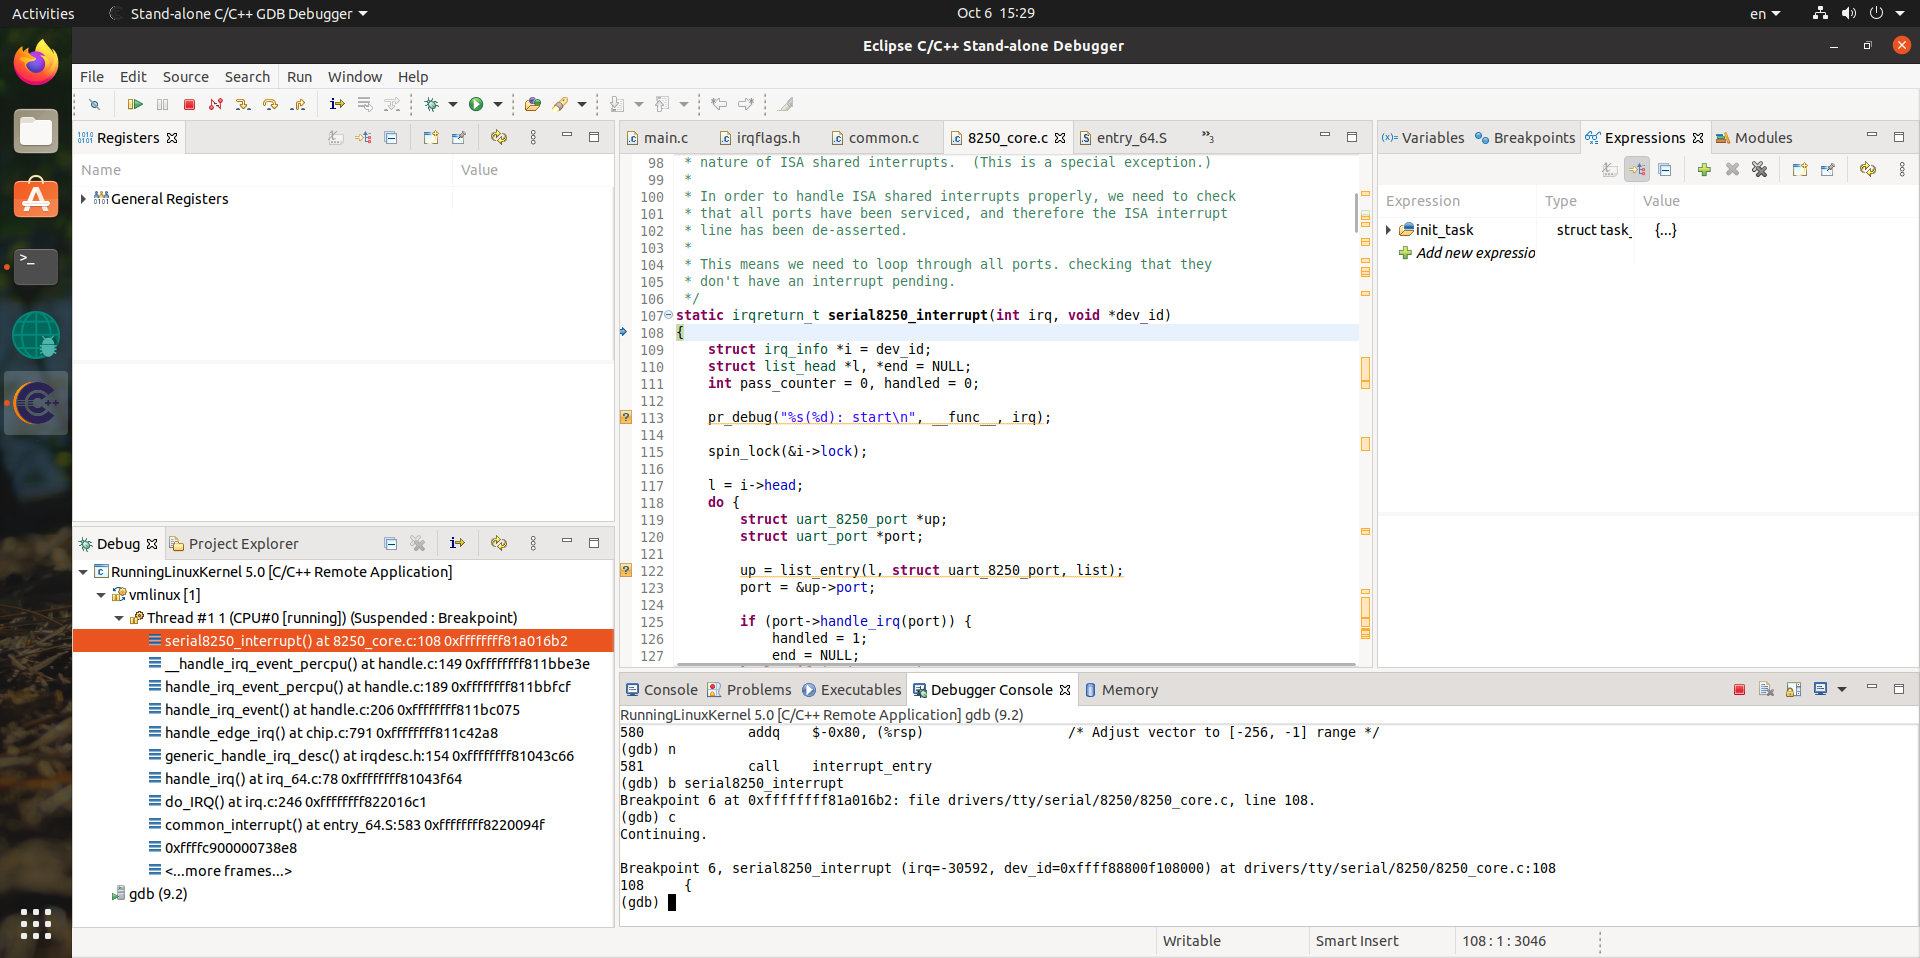 Activities
Stand-alone C/C++ GDB Debugger
Oct 6 15:29
en
Eclipse C/C++ Stand-alone Debugger
File Edit Source Search Run Window Help
Registers
Name Value
General Registers
Debug Project Explorer
RunningLinuxKernel 5.0 [C/C++ Remote Application]
vmlinux [1]
Thread #1 1 (CPU#0 [running]) (Suspended : Breakpoint)
serial8250_interrupt() at 8250_core.c:108 0xffffffff81a016b2
__handle_irq_event_percpu() at handle.c:149 0xffffffff811bbe3e
handle_irq_event_percpu() at handle.c:189 0xffffffff811bbfcf
handle_irq_event() at handle.c:206 0xffffffff811bc075
handle_edge_irq() at chip.c:791 0xffffffff811c42a8
generic_handle_irq_desc() at irqdesc.h:154 0xffffffff81043c66
handle_irq() at irq_64.c:78 0xffffffff81043f64
do_IRQ() at irq.c:246 0xffffffff822016c1
common_interrupt() at entry_64.S:583 0xffffffff8220094f
0xffffc900000738e8
<...more frames...>
gdb (9.2)
main.c irqflags.h common.c 8250_core.c entry_64.S »3
98 * nature of ISA shared interrupts. (This is a special exception.)
99 *
100 * In order to handle ISA shared interrupts properly, we need to check
101 * that all ports have been serviced, and therefore the ISA interrupt
102 * line has been de-asserted.
103 *
104 * This means we need to loop through all ports. checking that they
105 * don't have an interrupt pending.
106 */
107 static irqreturn_t serial8250_interrupt(int irq, void *dev_id)
108 {
109 struct irq_info *i = dev_id;
110 struct list_head *l, *end = NULL;
111 int pass_counter = 0, handled = 0;
112
113 pr_debug("%s(%d): start\n", __func__, irq);
114
115 spin_lock(&i->lock);
116
117 l = i->head;
118 do {
119 struct uart_8250_port *up;
120 struct uart_port *port;
121
122 up = list_entry(l, struct uart_8250_port, list);
123 port = &up->port;
124
125 if (port->handle_irq(port)) {
126 handled = 1;
127 end = NULL;
(x)= Variables Breakpoints Expressions Modules
Expression Type Value
init_task struct task_ {...}
Add new expressio
Console Problems Executables Debugger Console Memory
RunningLinuxKernel 5.0 [C/C++ Remote Application] gdb (9.2)
580 addq $-0x80, (%rsp) /* Adjust vector to [-256, -1] range */
(gdb) n
581 call interrupt_entry
(gdb) b serial8250_interrupt
Breakpoint 6 at 0xffffffff81a016b2: file drivers/tty/serial/8250/8250_core.c, line 108.
(gdb) c
Continuing.
Breakpoint 6, serial8250_interrupt (irq=-30592, dev_id=0xffff88800f108000) at drivers/tty/serial/8250/8250_core.c:108
108 {
(gdb)
Writable Smart Insert 108 : 1 : 3046